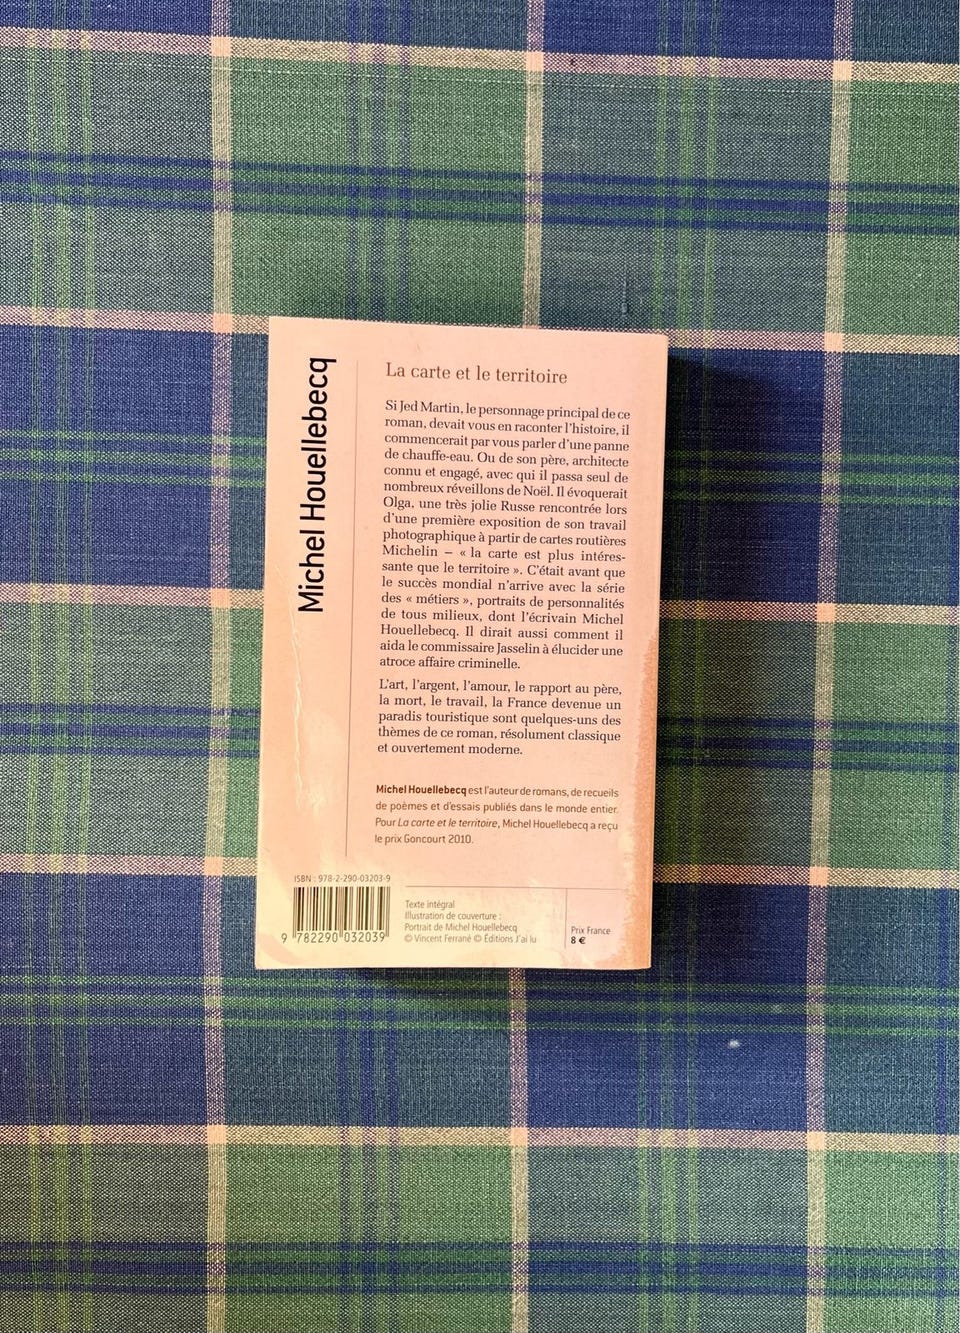 Michel Houellebecq
La carte et le territoire
Si Jed Martin, le personnage principal de ce
roman, devait vous en raconter l'histoire, il
commencerait par vous parler d'une panne
de chauffe-eau. Ou de son père, architecte
connu et engagé, avec qui il passa seul de
nombreux réveillons de Noël. Il évoquerait
Olga, une très jolie Russe rencontrée lors
d'une première exposition de son travail
photographique à partir de cartes routières
Michelin – « la carte est plus intéres-
sante que le territoire ». C'était avant que
le succès mondial n'arrive avec la série
des « métiers », portraits de personnalités
de tous milieux, dont l'écrivain Michel
Houellebecq. Il dirait aussi comment il
aida le commissaire Jasselin à élucider une
atroce affaire criminelle.
L'art, l'argent, l'amour, le rapport au père,
la mort, le travail, la France devenue un
paradis touristique sont quelques-uns des
thèmes de ce roman, résolument classique
et ouvertement moderne.
Michel Houellebecq est l'auteur de romans, de recueils
de poèmes et d'essais publiés dans le monde entier.
Pour La carte et le territoire, Michel Houellebecq a reçu
le prix Goncourt 2010.
ISBN : 978-2-290-03203-9
9 782290 032039
Texte intégral
Illustration de couverture :
Portrait de Michel Houellebecq
© Vincent Ferrané © Éditions J'ai lu
Prix France
8 €